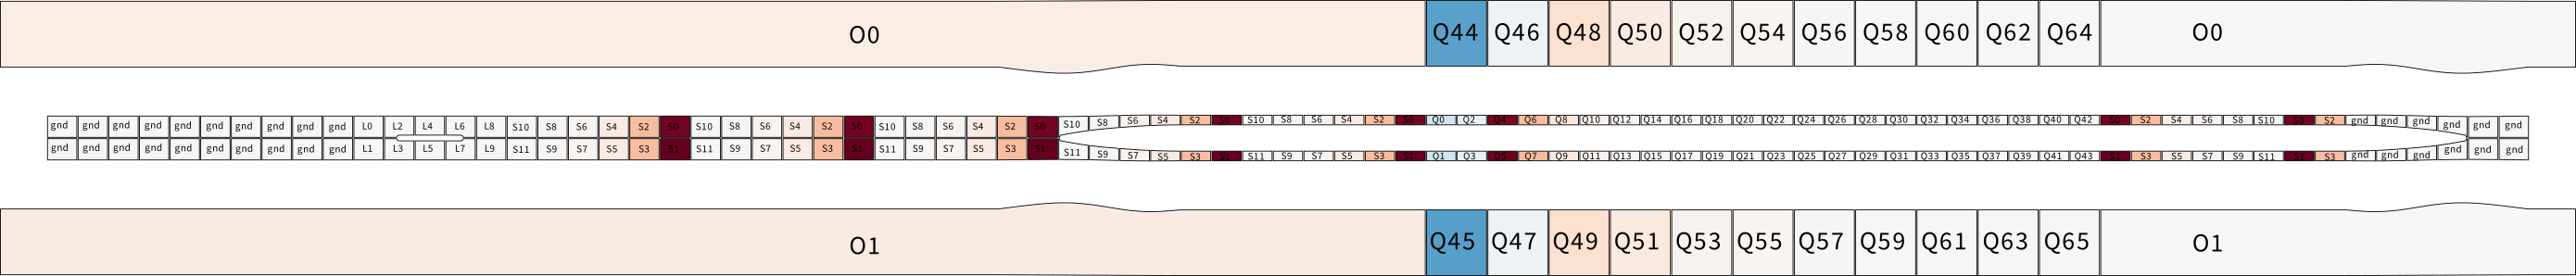 O0 Q44 Q46 Q48 Q50 Q52 Q54 Q56 Q58 Q60 Q62 Q64 O0
gnd gnd gnd gnd gnd gnd gnd gnd gnd gnd L0 L2 L4 L6 L8 S10 S8 S6 S4 S2 S0 S10 S8 S6 S4 S2 S0 S10 S8 S6 S4 S2 S0 S10 S8 S6 S4 S2 S0 S10 S8 S6 S4 S2 S0 Q0 Q2 Q4 Q6 Q8 Q10 Q12 Q14 Q16 Q18 Q20 Q22 Q24 Q26 Q28 Q30 Q32 Q34 Q36 Q38 Q40 Q42 S0 S2 S4 S6 S8 S10 S0 S2 gnd gnd gnd gnd gnd gnd
gnd gnd gnd gnd gnd gnd gnd gnd gnd gnd L1 L3 L5 L7 L9 S11 S9 S7 S5 S3 S1 S11 S9 S7 S5 S3 S1 S11 S9 S7 S5 S3 S1 S11 S9 S7 S5 S3 S1 S11 S9 S7 S5 S3 S1 Q1 Q3 Q5 Q7 Q9 Q11 Q13 Q15 Q17 Q19 Q21 Q23 Q25 Q27 Q29 Q31 Q33 Q35 Q37 Q39 Q41 Q43 S1 S3 S5 S7 S9 S11 S1 S3 gnd gnd gnd gnd gnd gnd
O1 Q45 Q47 Q49 Q51 Q53 Q55 Q57 Q59 Q61 Q63 Q65 O1